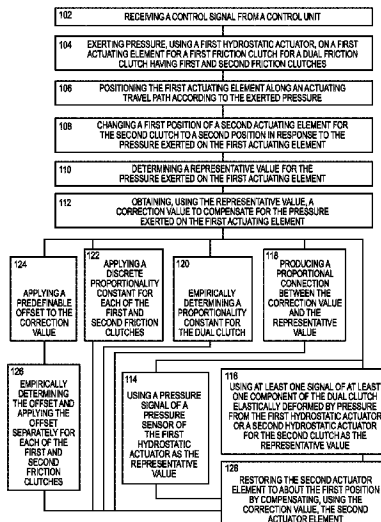 102
RECEIVING A CONTROL SIGNAL FROM A CONTROL UNIT
104
EXERTING PRESSURE, USING A FIRST HYDROSTATIC ACTUATOR, ON A FIRST
ACTUATING ELEMENT FOR A FIRST FRICTION CLUTCH FOR A DUAL FRICTION
CLUTCH HAVING FIRST AND SECOND FRICTION CLUTCHES
106
POSITIONING THE FIRST ACTUATING ELEMENT ALONG AN ACTUATING
TRAVEL PATH ACCORDING TO THE EXERTED PRESSURE
108
CHANGING A FIRST POSITION OF A SECOND ACTUATING ELEMENT FOR
THE SECOND CLUTCH TO A SECOND POSITION IN RESPONSE TO THE
PRESSURE EXERTED ON THE FIRST ACTUATING ELEMENT
110
DETERMINING A REPRESENTATIVE VALUE FOR THE
PRESSURE EXERTED ON THE FIRST ACTUATING ELEMENT
112
OBTAINING, USING THE REPRESENTATIVE VALUE, A
CORRECTION VALUE TO COMPENSATE FOR THE PRESSURE
EXERTED ON THE FIRST ACTUATING ELEMENT
124
APPLYING A
PREDEFINABLE
OFFSET TO THE
CORRECTION
VALUE
122
APPLYING A
DISCRETE
PROPORTIONALITY
CONSTANT FOR
EACH OF THE
FIRST AND
SECOND FRICTION
CLUTCHES
120
EMPIRICALLY
DETERMINING A
PROPORTIONALITY
CONSTANT FOR
THE DUAL CLUTCH
118
PRODUCING A
PROPORTIONAL
CONNECTION
BETWEEN THE
CORRECTION VALUE
AND THE
REPRESENTATIVE
VALUE
126
EMPIRICALLY
DETERMINING
THE OFFSET AND
APPLYING THE
OFFSET
SEPARATELY FOR
EACH OF THE
FIRST AND
SECOND
FRICTION
CLUTCHES
114
USING A PRESSURE
SIGNAL OF A
PRESSURE
SENSOR OF
THE FIRST
HYDROSTATIC
ACTUATOR AS THE
REPRESENTATIVE
VALUE
116
USING AT LEAST ONE SIGNAL OF AT LEAST
ONE COMPONENT OF THE DUAL CLUTCH
ELASTICALLY DEFORMED BY PRESSURE
FROM THE FIRST HYDROSTATIC ACTUATOR
OR A SECOND HYDROSTATIC ACTUATOR
FOR THE SECOND CLUTCH AS THE
REPRESENTATIVE VALUE
128
RESTORING THE SECOND ACTUATOR
ELEMENT TO ABOUT THE FIRST POSITION
BY COMPENSATING, USING THE
CORRECTION VALUE, THE SECOND
ACTUATOR ELEMENT